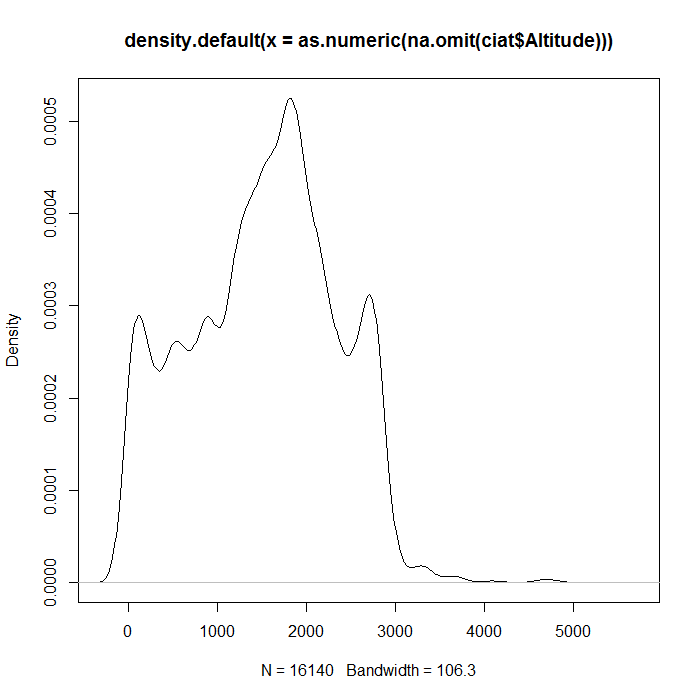 density.default(x = as.numeric(na.omit(ciat$Altitude)))
Density
0.0005
0.0004
0.0003
0.0002
0.0001
0.0000
0 1000 2000 3000 4000 5000
N = 16140 Bandwidth = 106.3